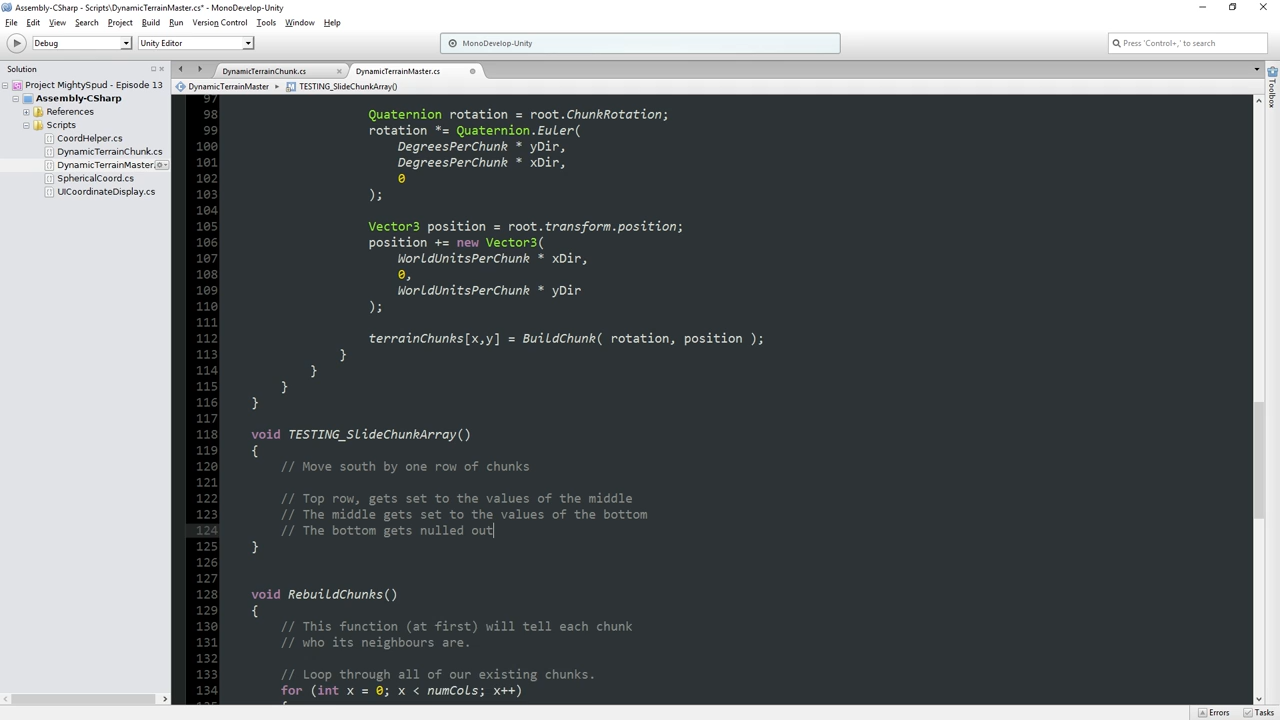 Assembly-CSharp - Scripts\DynamicTerrainMaster.cs* - MonoDevelop-Unity
File Edit View Search Project Build Run Version Control Tools Window Help
Debug Unity Editor MonoDevelop-Unity Press 'Control+,' to search
Solution DynamicTerrainChunk.cs DynamicTerrainMaster.cs
Project MightySpud - Episode 13
Assembly-CSharp
References
Scripts
CoordHelper.cs
DynamicTerrainChunk.cs
DynamicTerrainMaster.
SphericalCoord.cs
UICoordinateDisplay.cs
DynamicTerrainMaster TESTING_SlideChunkArray()
Toolbox
97
98 Quaternion rotation = root.ChunkRotation;
99 rotation *= Quaternion.Euler(
100 DegreesPerChunk * yDir,
101 DegreesPerChunk * xDir,
102 0
103 );
104
105 Vector3 position = root.transform.position;
106 position += new Vector3(
107 WorldUnitsPerChunk * xDir,
108 0,
109 WorldUnitsPerChunk * yDir
110 );
111
112 terrainChunks[x,y] = BuildChunk( rotation, position );
113 }
114 }
115 }
116 }
117
118 void TESTING_SlideChunkArray()
119 {
120 // Move south by one row of chunks
121
122 // Top row, gets set to the values of the middle
123 // The middle gets set to the values of the bottom
124 // The bottom gets nulled out
125 }
126
127
128 void RebuildChunks()
129 {
130 // This function (at first) will tell each chunk
131 // who its neighbours are.
132
133 // Loop through all of our existing chunks.
134 for (int x = 0; x < numCols; x++)
Errors Tasks